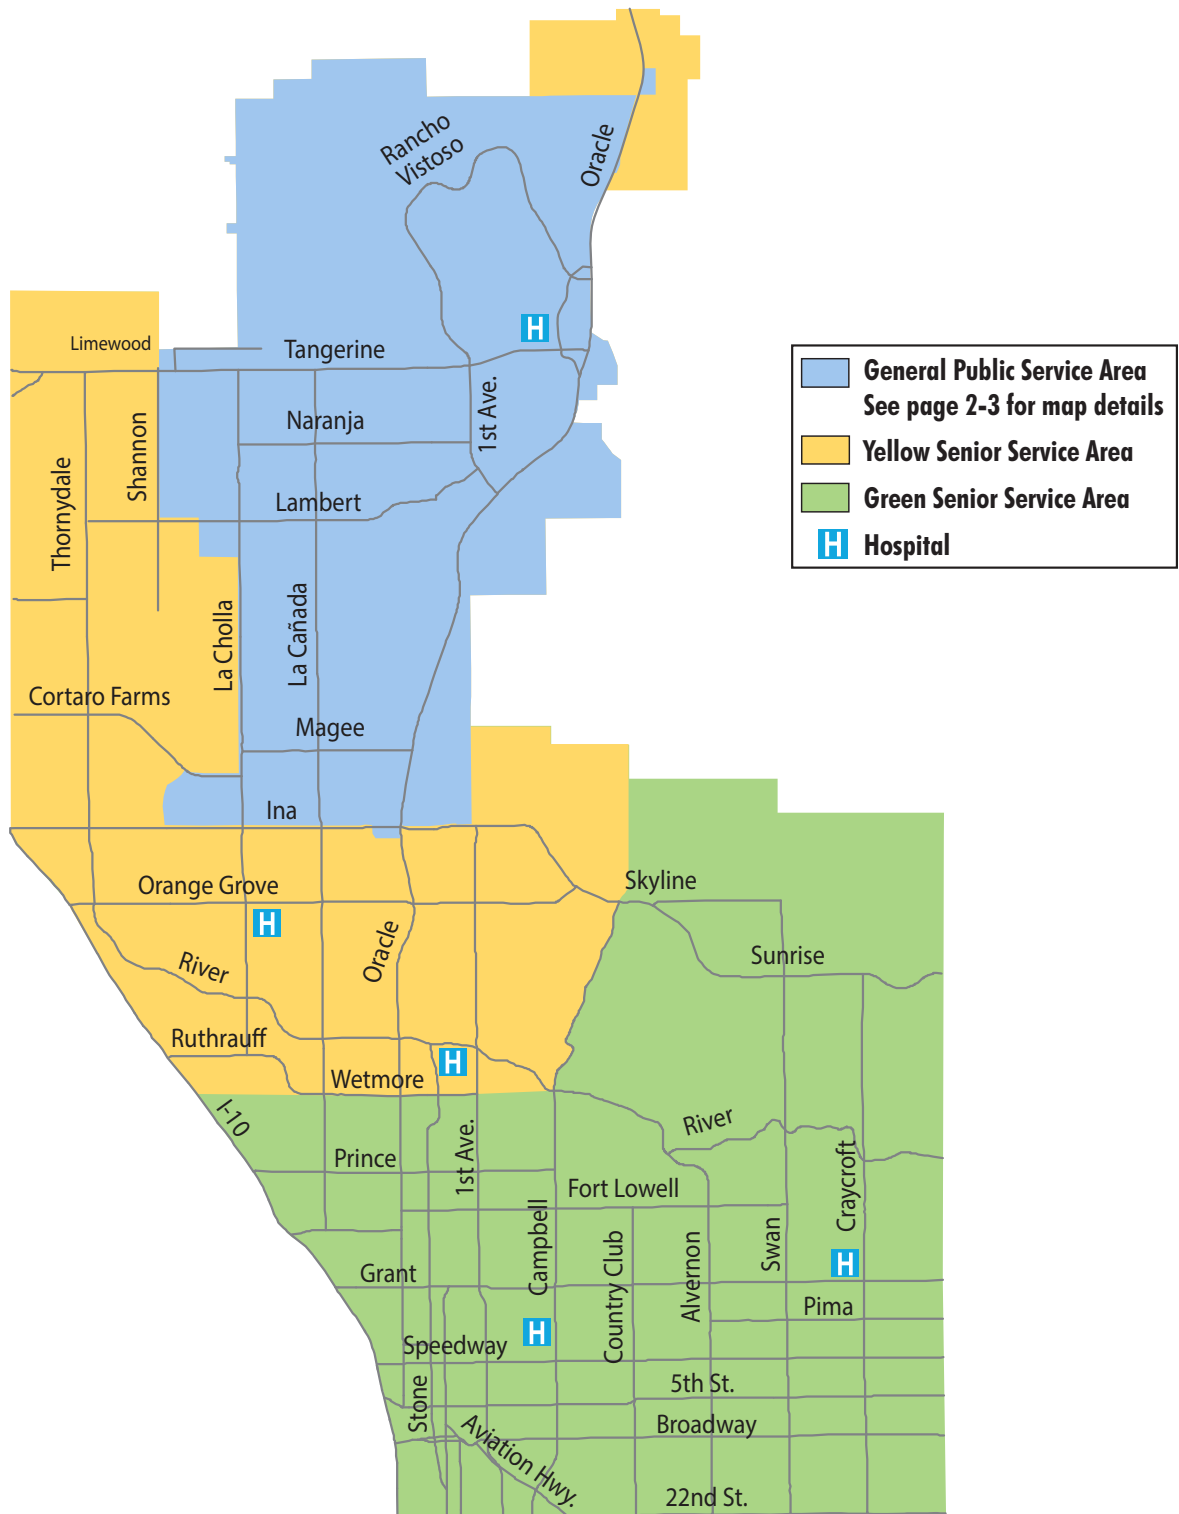 Rancho
Vistoso
Oracle
H
Limewood
Tangerine
General Public Service Area
See page 2-3 for map details
Yellow Senior Service Area
Green Senior Service Area
H Hospital
Naranja
1st Ave.
Shannon
Thornydale
Lambert
La Cholla
La Cañada
Cortaro Farms
Magee
Ina
Orange Grove
Skyline
H
River
Oracle
Sunrise
Ruthrauff
H
Wetmore
I-10
River
Prince
1st Ave.
Fort Lowell
Craycroft
Campbell
Country Club
Alvernon
Swan
H
Grant
Pima
H
Speedway
Stone
5th St.
Broadway
Aviation Hwy.
22nd St.